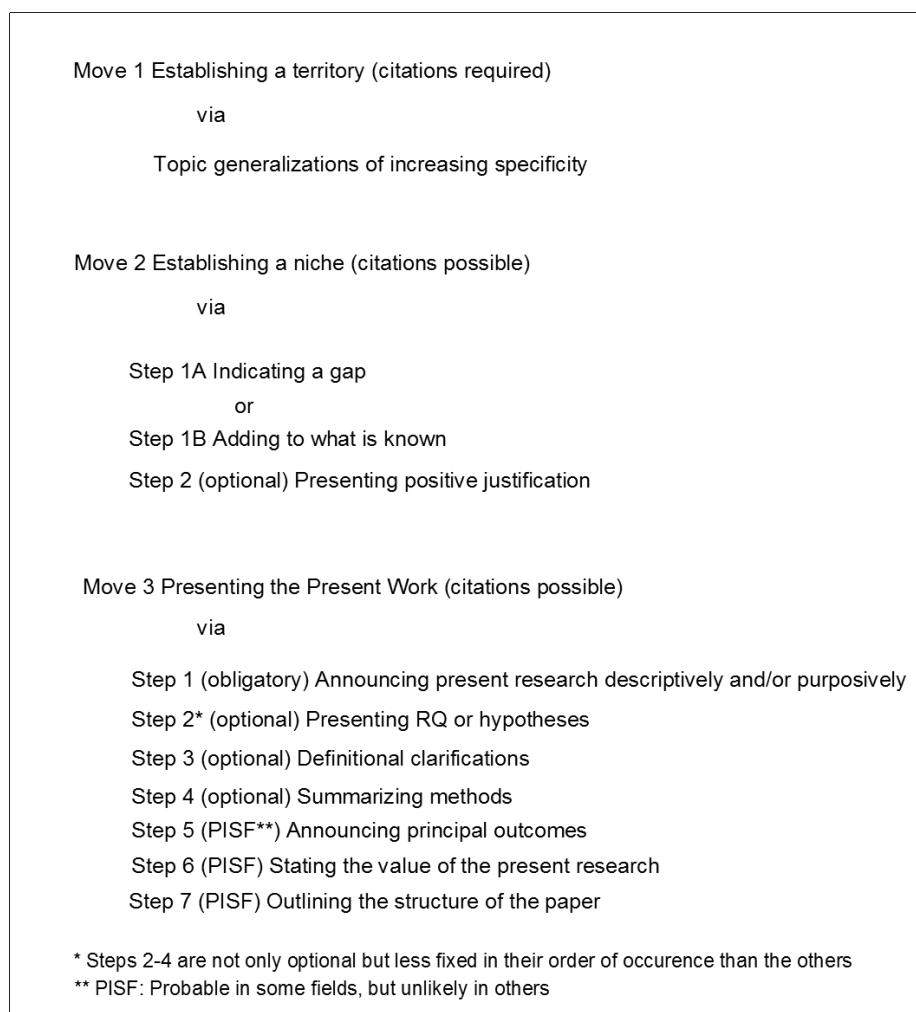 Move 1 Establishing a territory (citations required)
via
Topic generalizations of increasing specificity
Move 2 Establishing a niche (citations possible)
via
Step 1A Indicating a gap
or
Step 1B Adding to what is known
Step 2 (optional) Presenting positive justification
Move 3 Presenting the Present Work (citations possible)
via
Step 1 (obligatory) Announcing present research descriptively and/or purposively
Step 2* (optional) Presenting RQ or hypotheses
Step 3 (optional) Definitional clarifications
Step 4 (optional) Summarizing methods
Step 5 (PISF**) Announcing principal outcomes
Step 6 (PISF) Stating the value of the present research
Step 7 (PISF) Outlining the structure of the paper
* Steps 2-4 are not only optional but less fixed in their order of occurence than the others
** PISF: Probable in some fields, but unlikely in others